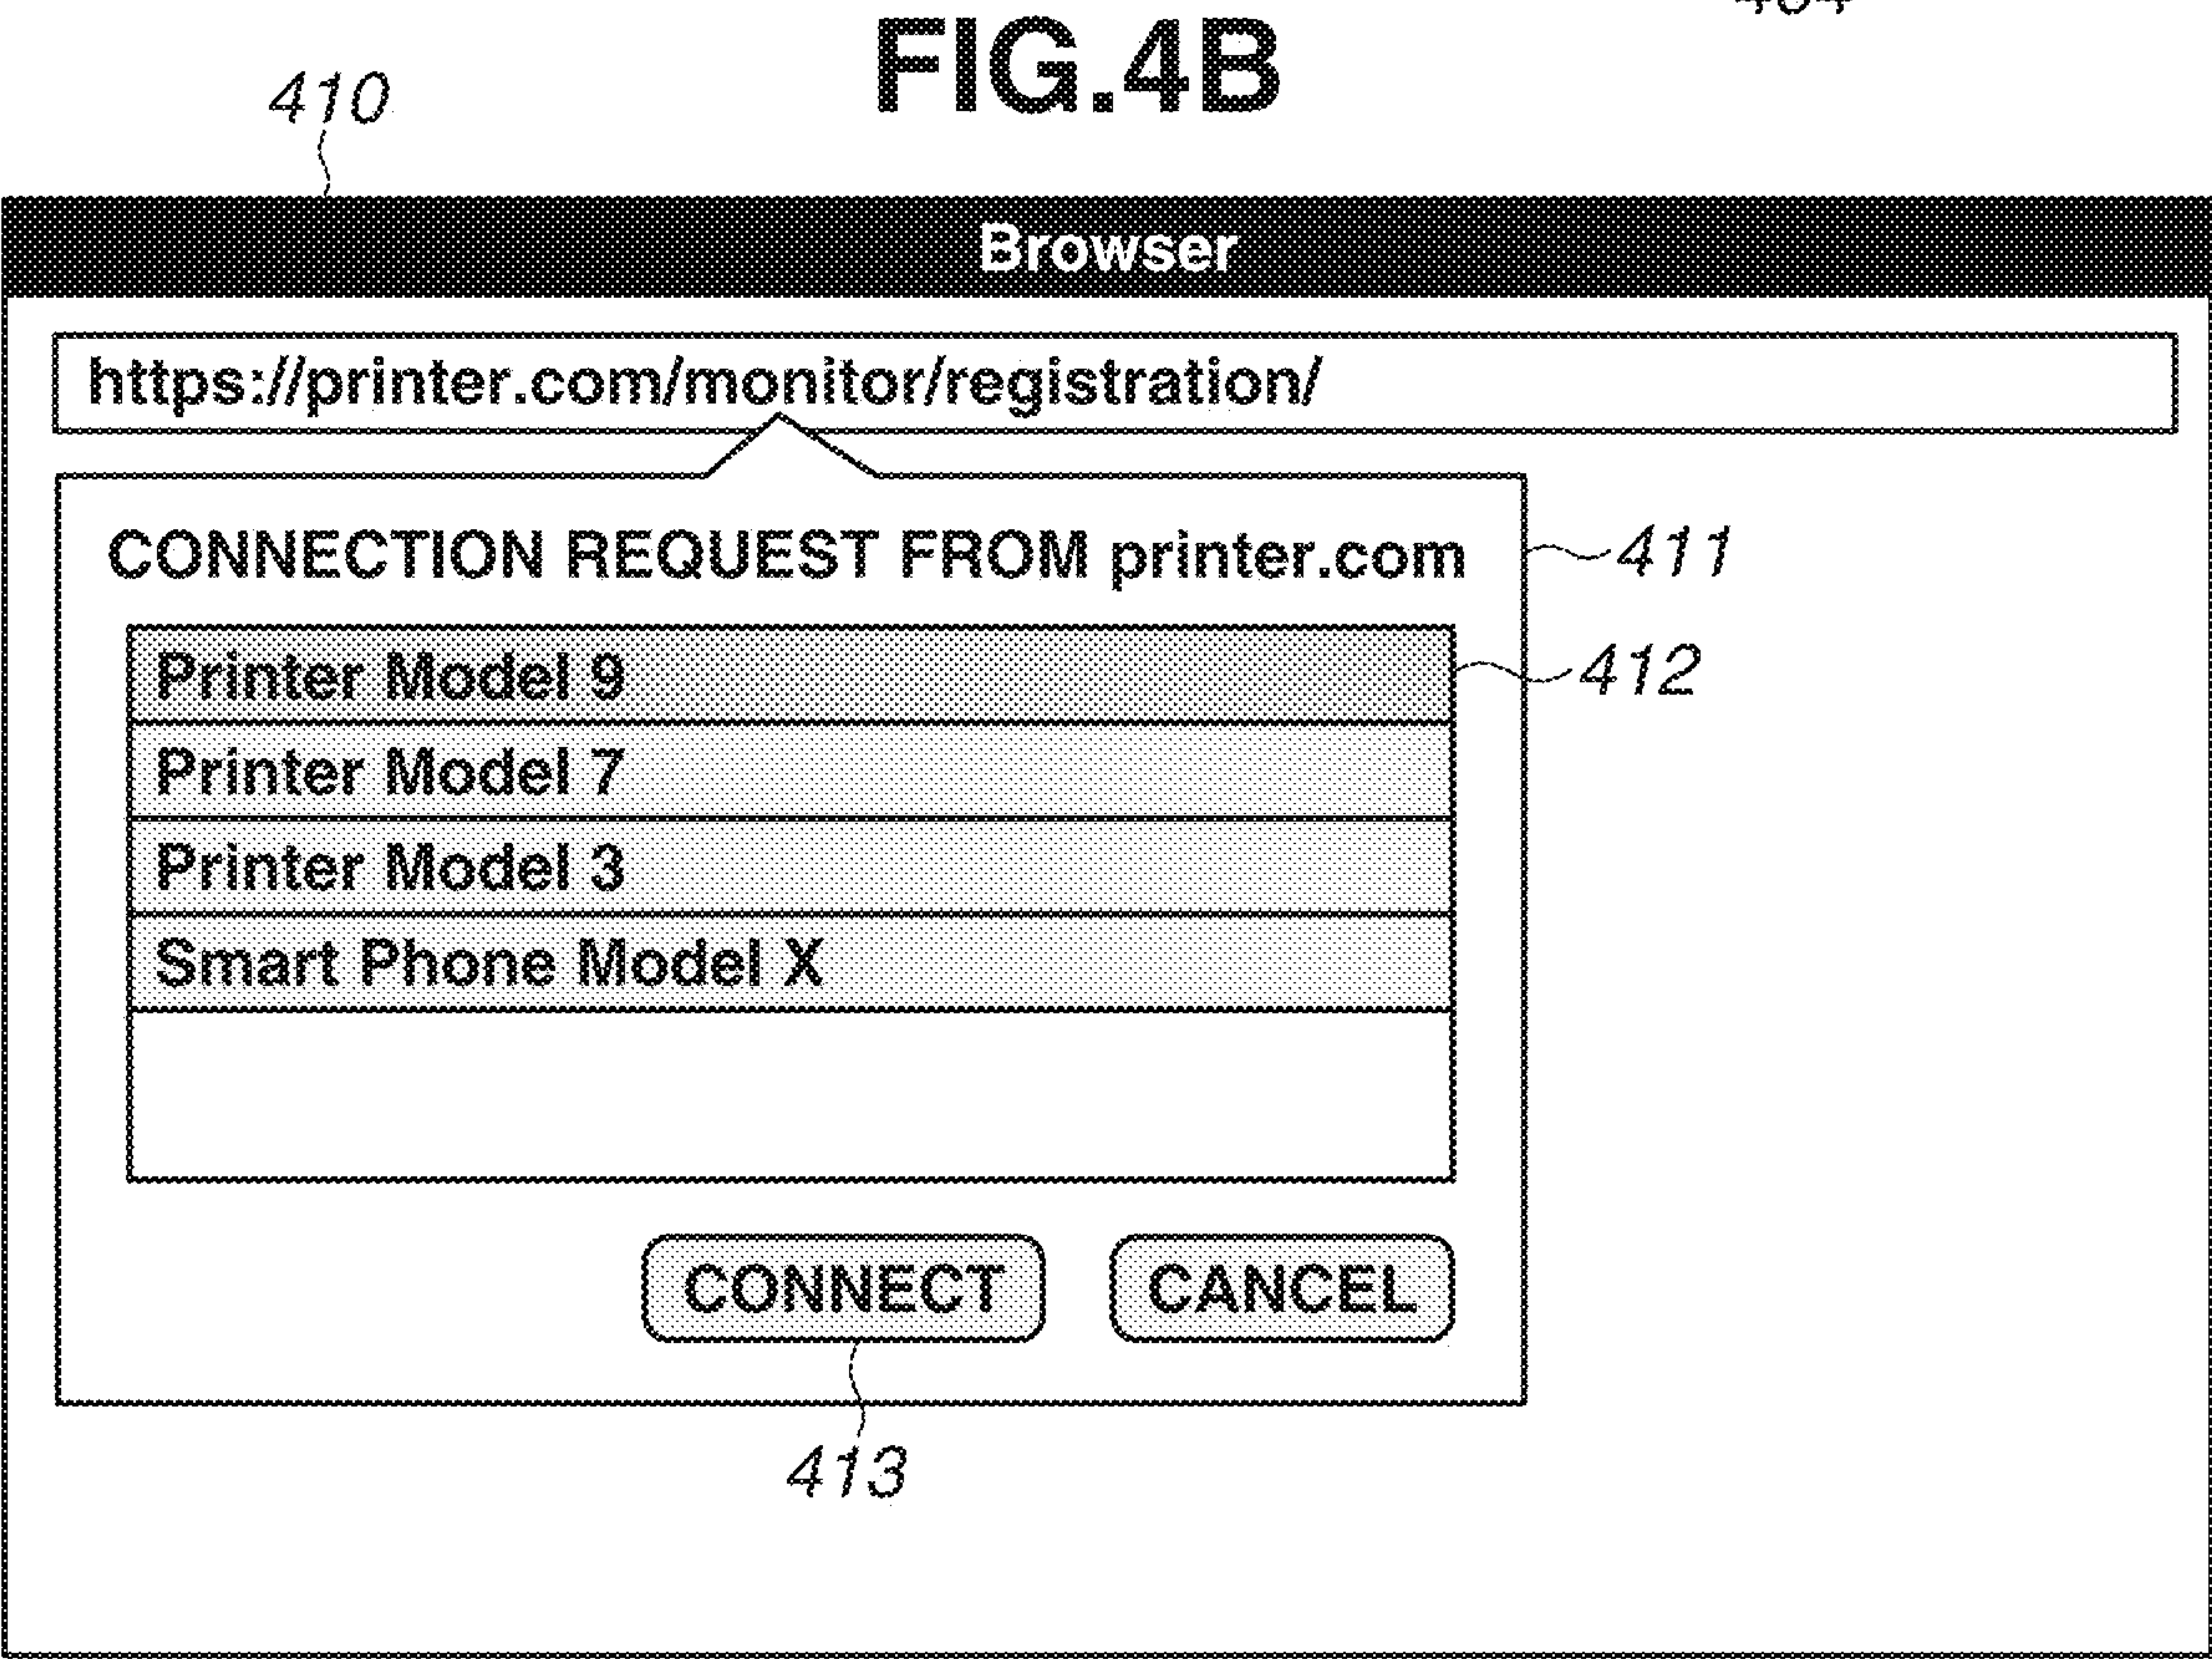 FIG.4B
410
Browser
https://printer.com/monitor/registration/
CONNECTION REQUEST FROM printer.com
411
Printer Model 9
412
Printer Model 7
Printer Model 3
Smart Phone Model X
CONNECT CANCEL
413